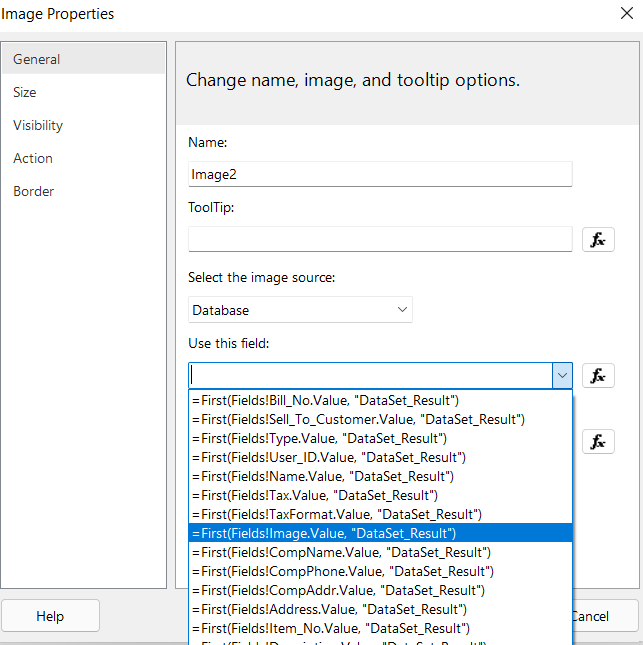 Image Properties
General
Size
Visibility
Action
Border
Change name, image, and tooltip options.
Name:
Image2
ToolTip:
fx
Select the image source:
Database
Use this field:
fx
=First(Fields!Bill_No.Value, "DataSet_Result")
=First(Fields!Sell_To_Customer.Value, "DataSet_Result")
=First(Fields!Type.Value, "DataSet_Result")
fx
=First(Fields!User_ID.Value, "DataSet_Result")
=First(Fields!Name.Value, "DataSet_Result")
=First(Fields!Tax.Value, "DataSet_Result")
=First(Fields!TaxFormat.Value, "DataSet_Result")
=First(Fields!Image.Value, "DataSet_Result")
=First(Fields!CompName.Value, "DataSet_Result")
=First(Fields!CompPhone.Value, "DataSet_Result")
=First(Fields!CompAddr.Value, "DataSet_Result")
=First(Fields!Address.Value, "DataSet_Result")
=First(Fields!Item_No.Value, "DataSet_Result")
Help
Cancel